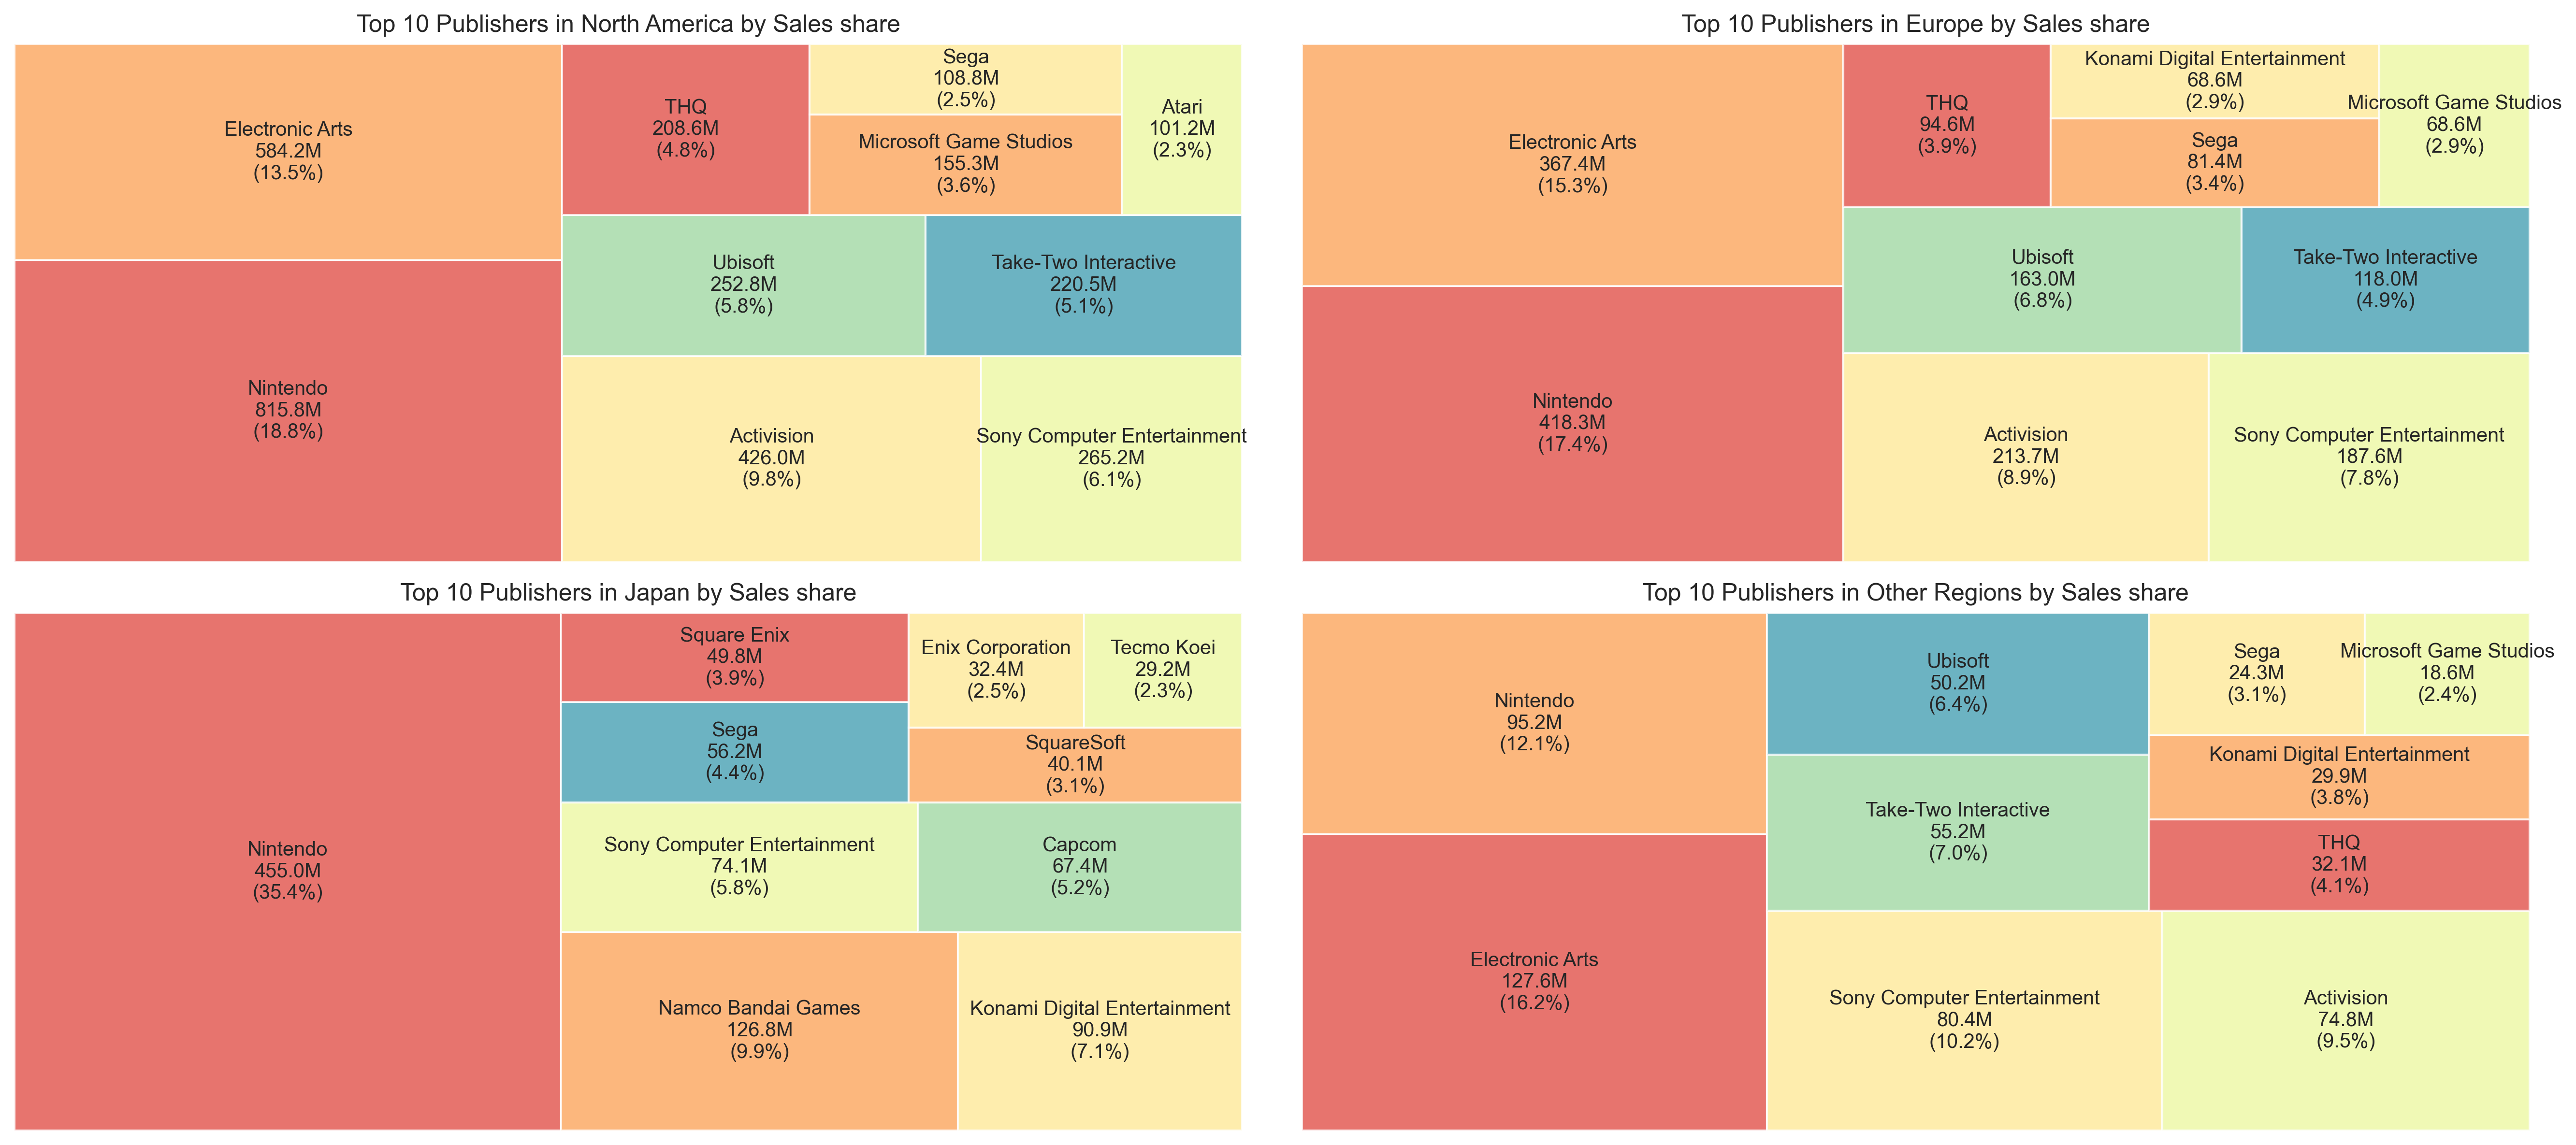 Top 10 Publishers in North America by Sales share
Electronic Arts
584.2M
(13.5%)
Nintendo
815.8M
(18.8%)
THQ
208.6M
(4.8%)
Sega
108.8M
(2.5%)
Microsoft Game Studios
155.3M
(3.6%)
Atari
101.2M
(2.3%)
Ubisoft
252.8M
(5.8%)
Take-Two Interactive
220.5M
(5.1%)
Activision
426.0M
(9.8%)
Sony Computer Entertainment
265.2M
(6.1%)
Top 10 Publishers in Europe by Sales share
Electronic Arts
367.4M
(15.3%)
Nintendo
418.3M
(17.4%)
THQ
94.6M
(3.9%)
Konami Digital Entertainment
68.6M
(2.9%)
Sega
81.4M
(3.4%)
Microsoft Game Studios
68.6M
(2.9%)
Ubisoft
163.0M
(6.8%)
Take-Two Interactive
118.0M
(4.9%)
Activision
213.7M
(8.9%)
Sony Computer Entertainment
187.6M
(7.8%)
Top 10 Publishers in Japan by Sales share
Nintendo
455.0M
(35.4%)
Square Enix
49.8M
(3.9%)
Sega
56.2M
(4.4%)
Enix Corporation
32.4M
(2.5%)
Tecmo Koei
29.2M
(2.3%)
SquareSoft
40.1M
(3.1%)
Sony Computer Entertainment
74.1M
(5.8%)
Capcom
67.4M
(5.2%)
Namco Bandai Games
126.8M
(9.9%)
Konami Digital Entertainment
90.9M
(7.1%)
Top 10 Publishers in Other Regions by Sales share
Nintendo
95.2M
(12.1%)
Electronic Arts
127.6M
(16.2%)
Ubisoft
50.2M
(6.4%)
Take-Two Interactive
55.2M
(7.0%)
Sega
24.3M
(3.1%)
Microsoft Game Studios
18.6M
(2.4%)
Konami Digital Entertainment
29.9M
(3.8%)
THQ
32.1M
(4.1%)
Sony Computer Entertainment
80.4M
(10.2%)
Activision
74.8M
(9.5%)